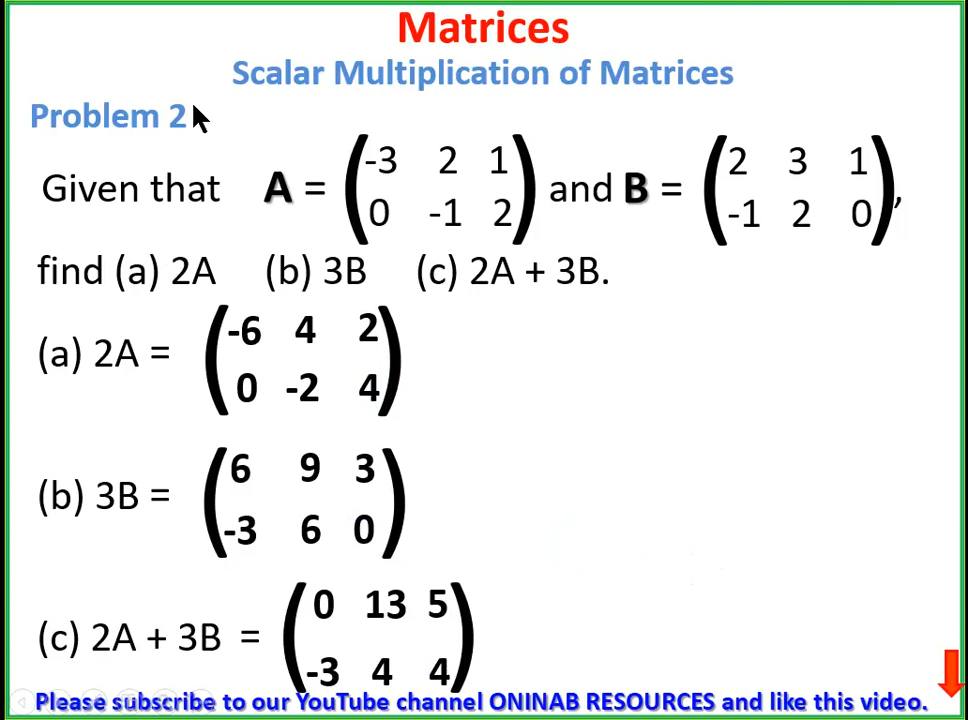 Matrices
Scalar Multiplication of Matrices
Problem 2
-3 2 1
Given that A = ( ) and B = ( ),
0 -1 2
2 3 1
-1 2 0
find (a) 2A (b) 3B (c) 2A + 3B.
-6 4 2
(a) 2A = ( )
0 -2 4
6 9 3
(b) 3B = ( )
-3 6 0
0 13 5
(c) 2A + 3B = ( )
-3 4 4
Please subscribe to our YouTube channel ONINAB RESOURCES and like this video.